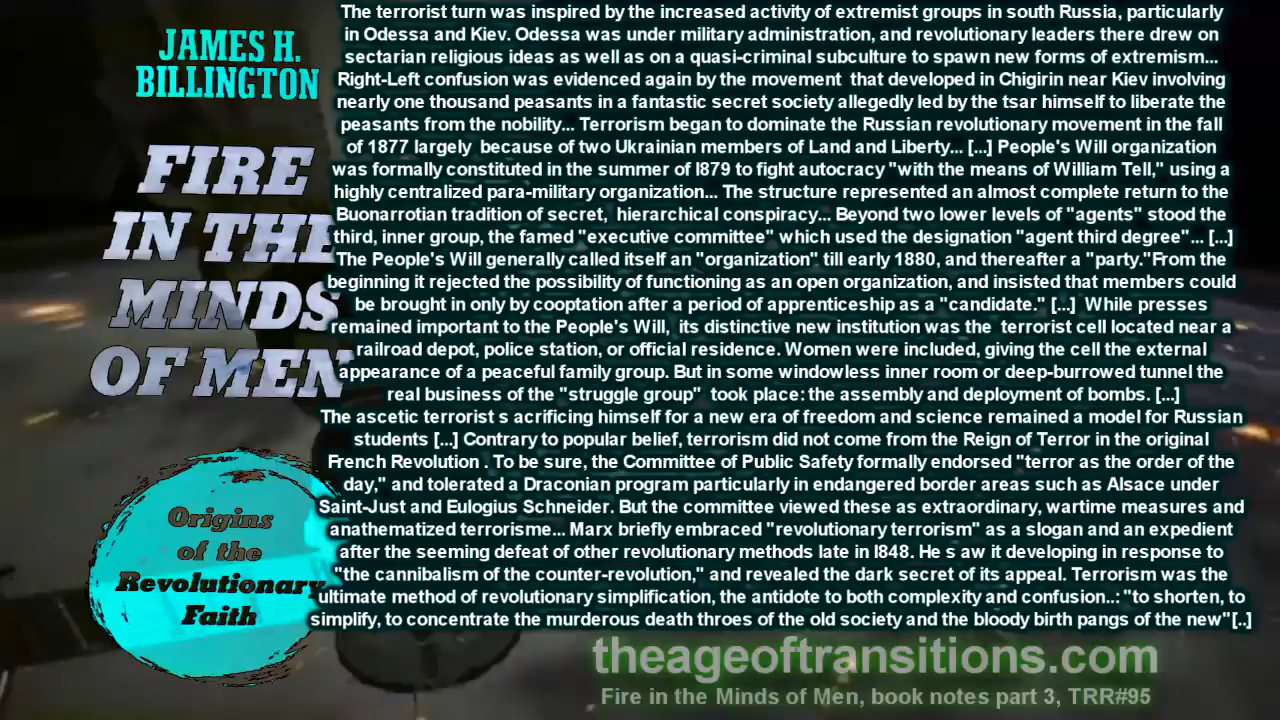 JAMES H.
BILLINGTON
FIRE
IN THE
MINDS
OF MEN
Origins
of the
Revolutionary
Faith
The terrorist turn was inspired by the increased activity of extremist groups in south Russia, particularly
in Odessa and Kiev. Odessa was under military administration, and revolutionary leaders there drew on
sectarian religious ideas as well as on a quasi-criminal subculture to spawn new forms of extremism...
Right-Left confusion was evidenced again by the movement that developed in Chigirin near Kiev involving
nearly one thousand peasants in a fantastic secret society allegedly led by the tsar himself to liberate the
peasants from the nobility... Terrorism began to dominate the Russian revolutionary movement in the fall
of 1877 largely because of two Ukrainian members of Land and Liberty... [...] People's Will organization
was formally constituted in the summer of l879 to fight autocracy "with the means of William Tell," using a
highly centralized para-military organization... The structure represented an almost complete return to the
Buonarrotian tradition of secret, hierarchical conspiracy... Beyond two lower levels of "agents" stood the
third, inner group, the famed "executive committee" which used the designation "agent third degree"... [...]
The People's Will generally called itself an "organization" till early 1880, and thereafter a "party."From the
beginning it rejected the possibility of functioning as an open organization, and insisted that members could
be brought in only by cooptation after a period of apprenticeship as a "candidate." [...] While presses
remained important to the People's Will, its distinctive new institution was the terrorist cell located near a
railroad depot, police station, or official residence. Women were included, giving the cell the external
appearance of a peaceful family group. But in some windowless inner room or deep-burrowed tunnel the
real business of the "struggle group" took place: the assembly and deployment of bombs. [...]
The ascetic terrorist s acrificing himself for a new era of freedom and science remained a model for Russian
students [...] Contrary to popular belief, terrorism did not come from the Reign of Terror in the original
French Revolution . To be sure, the Committee of Public Safety formally endorsed "terror as the order of the
day," and tolerated a Draconian program particularly in endangered border areas such as Alsace under
Saint-Just and Eulogius Schneider. But the committee viewed these as extraordinary, wartime measures and
anathematized terrorisme... Marx briefly embraced "revolutionary terrorism" as a slogan and an expedient
after the seeming defeat of other revolutionary methods late in l848. He s aw it developing in response to
"the cannibalism of the counter-revolution," and revealed the dark secret of its appeal. Terrorism was the
ultimate method of revolutionary simplification, the antidote to both complexity and confusion..: "to shorten, to
simplify, to concentrate the murderous death throes of the old society and the bloody birth pangs of the new"[..]
theageoftransitions.com
Fire in the Minds of Men, book notes part 3, TRR#95